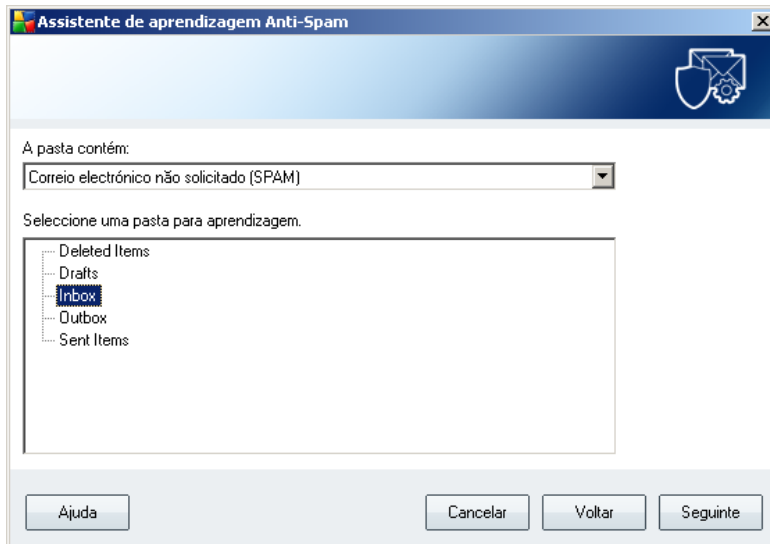 Assistente de aprendizagem Anti-Spam
A pasta contém:
Correio electrónico não solicitado (SPAM)
Seleccione uma pasta para aprendizagem.
Deleted Items
Drafts
Inbox
Outbox
Sent Items
Ajuda Cancelar Voltar Seguinte